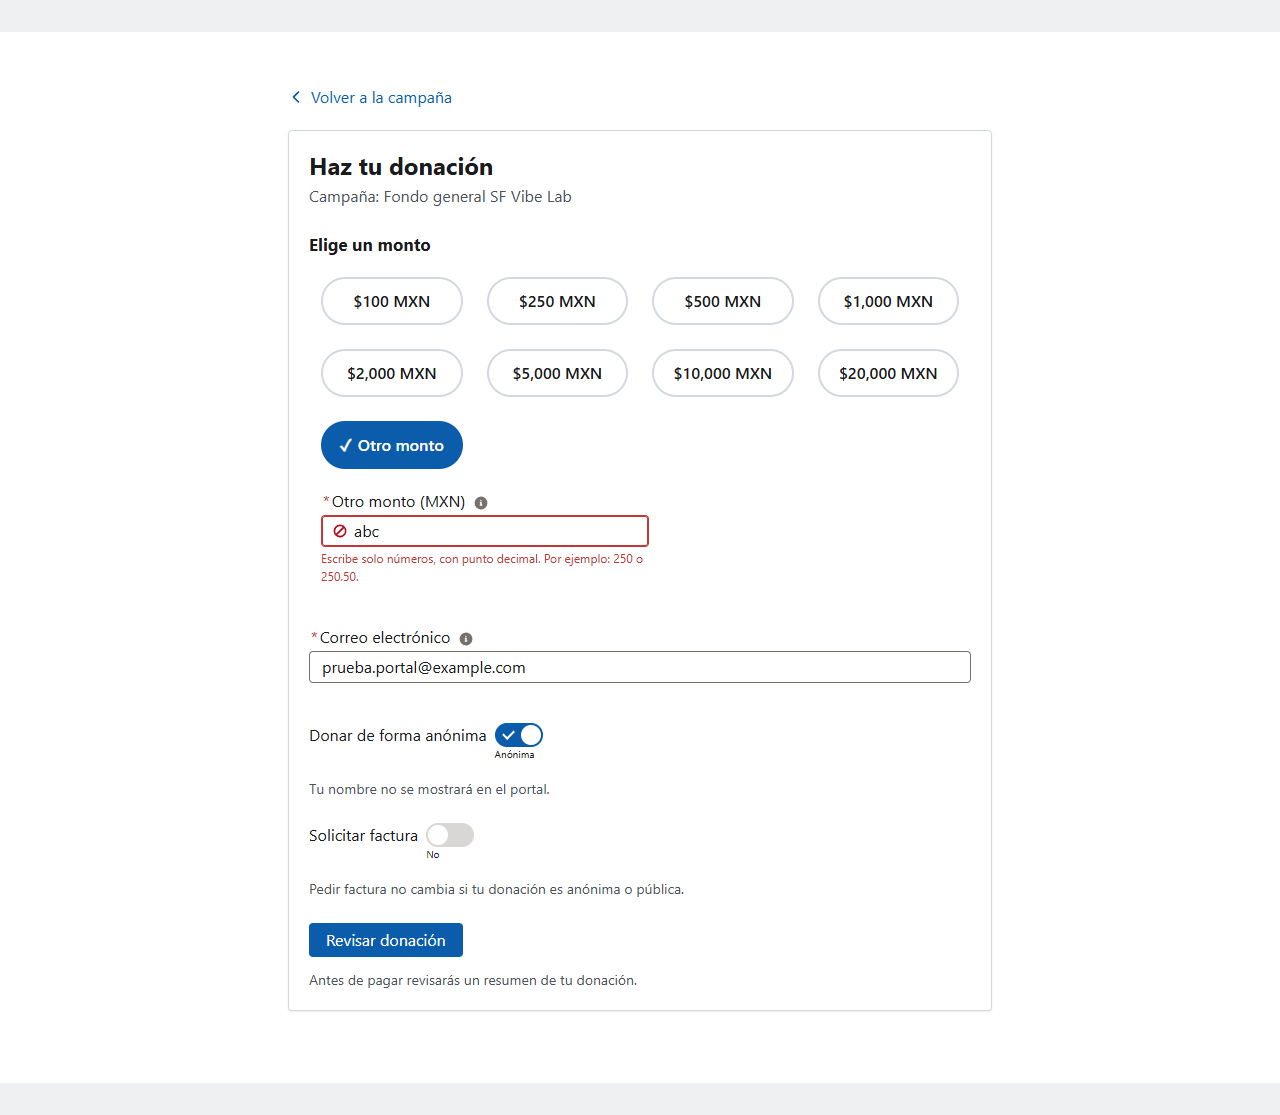 Volver a la campaña
Haz tu donación
Campaña: Fondo general SF Vibe Lab
Elige un monto
$100 MXN
$250 MXN
$500 MXN
$1,000 MXN
$2,000 MXN
$5,000 MXN
$10,000 MXN
$20,000 MXN
Otro monto
*Otro monto (MXN)
abc
Escribe solo números, con punto decimal. Por ejemplo: 250 o
250.50.
*Correo electrónico
prueba.portal@example.com
Donar de forma anónima
Anónima
Tu nombre no se mostrará en el portal.
Solicitar factura
No
Pedir factura no cambia si tu donación es anónima o pública.
Revisar donación
Antes de pagar revisarás un resumen de tu donación.